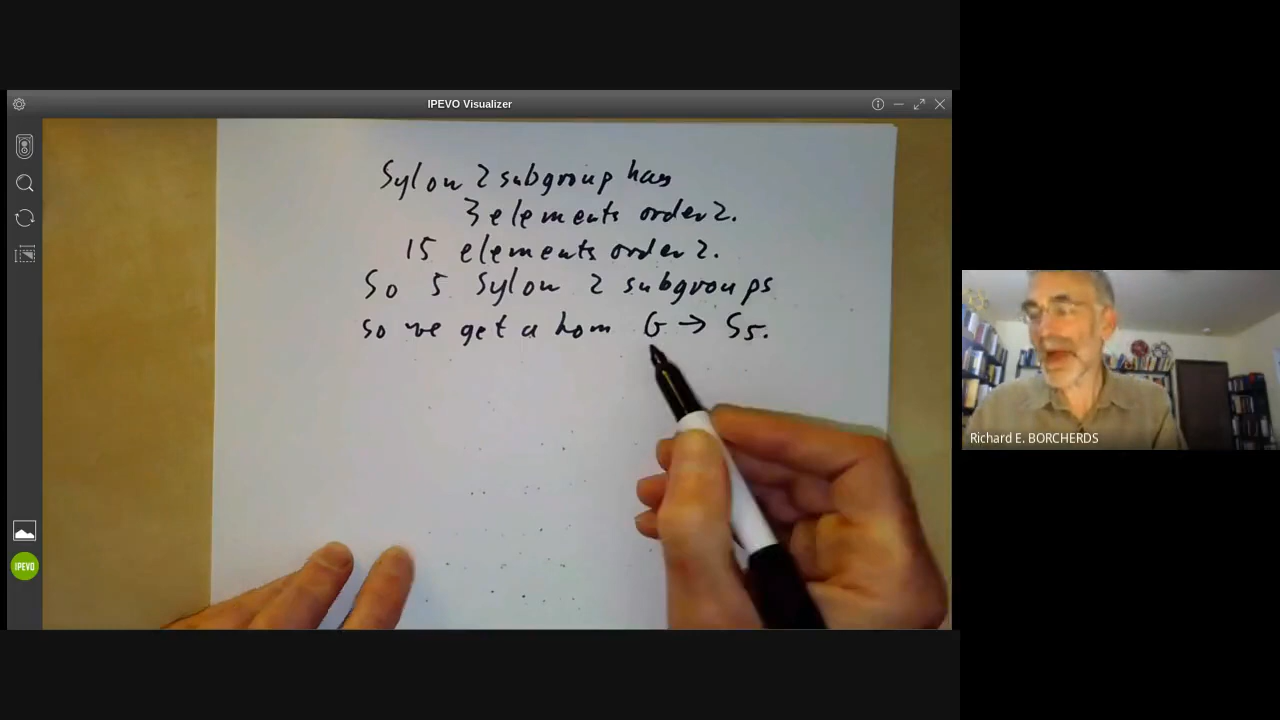 IPEVO Visualizer
Sylow 2 subgroup has
3 elements order 2.
15 elements order 2.
So 5 Sylow 2 subgroups
so we get a hom G → S5.
IPEVO
Richard E. BORCHERDS